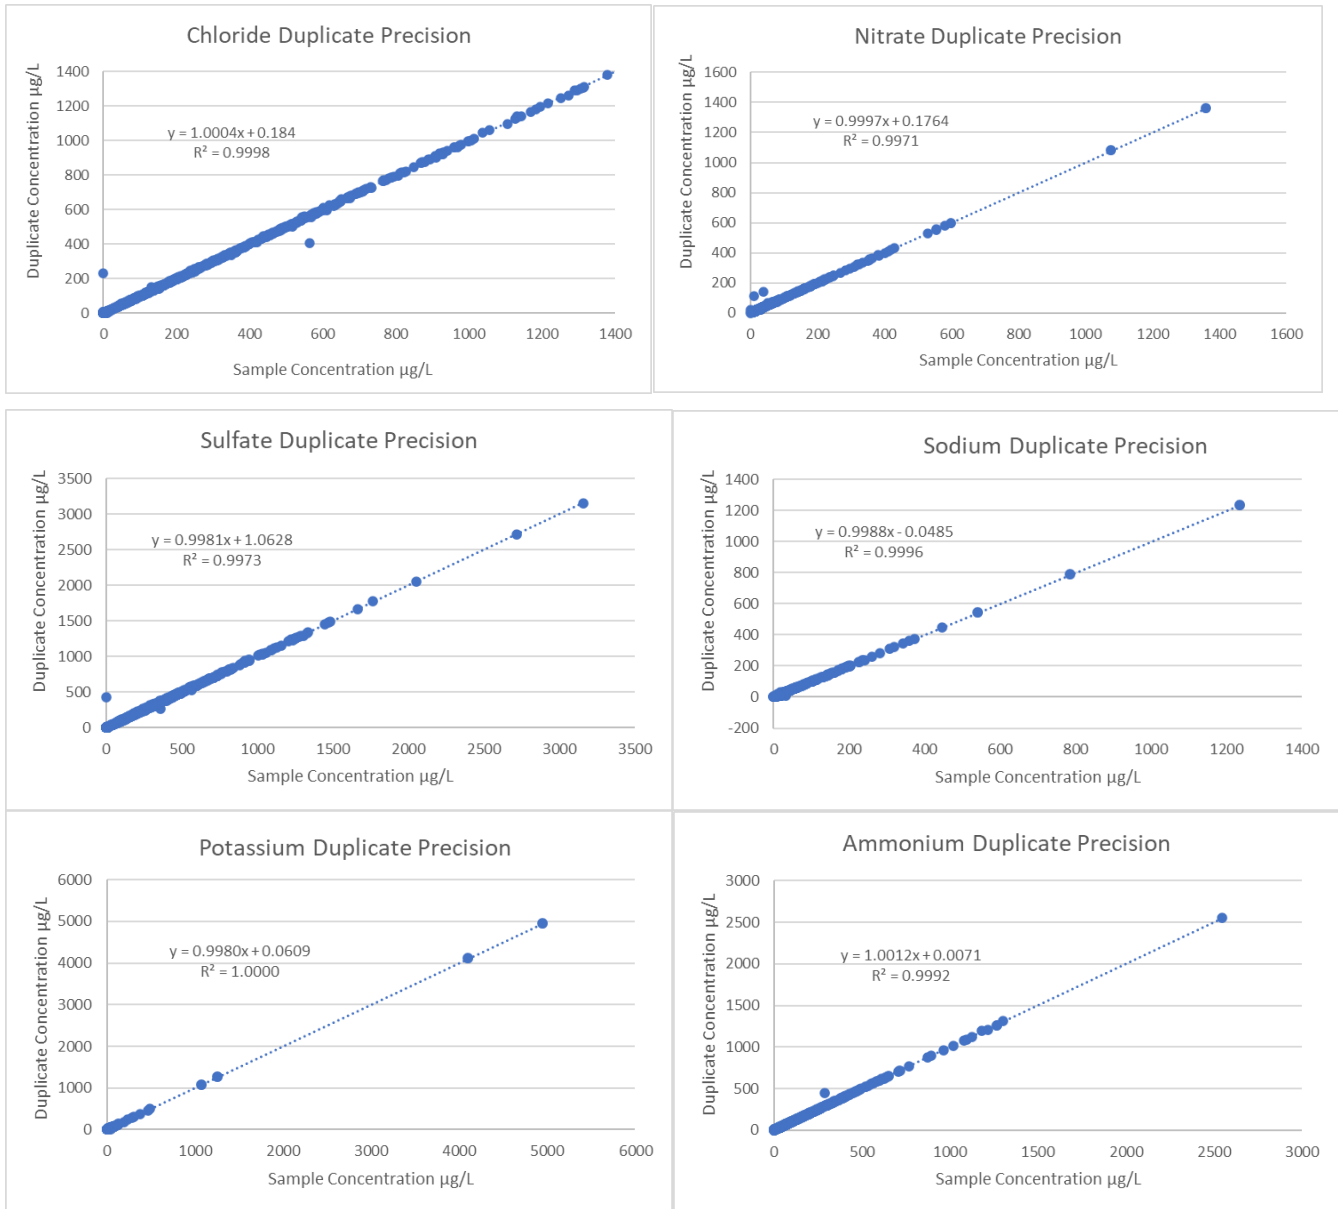 Chloride Duplicate Precision
Duplicate Concentration µg/L
1400
1200
1000
800
600
400
200
0
y = 1.0004x + 0.184
R² = 0.9998
0 200 400 600 800 1000 1200 1400
Sample Concentration µg/L
Nitrate Duplicate Precision
Duplicate Concentration µg/L
1600
1400
1200
1000
800
600
400
200
0
y = 0.9997x + 0.1764
R² = 0.9971
0 200 400 600 800 1000 1200 1400 1600
Sample Concentration µg/L
Sulfate Duplicate Precision
Duplicate Concentration µg/L
3500
3000
2500
2000
1500
1000
500
0
y = 0.9981x + 1.0628
R² = 0.9973
0 500 1000 1500 2000 2500 3000 3500
Sample Concentration µg/L
Sodium Duplicate Precision
Duplicate Concentration µg/L
1400
1200
1000
800
600
400
200
0
-200
y = 0.9988x - 0.0485
R² = 0.9996
0 200 400 600 800 1000 1200 1400
Sample Concentration µg/L
Potassium Duplicate Precision
Duplicate Concentration µg/L
6000
5000
4000
3000
2000
1000
0
y = 0.9980x + 0.0609
R² = 1.0000
0 1000 2000 3000 4000 5000 6000
Sample Concentration µg/L
Ammonium Duplicate Precision
Duplicate Concentration µg/L
3000
2500
2000
1500
1000
500
0
y = 1.0012x + 0.0071
R² = 0.9992
0 500 1000 1500 2000 2500 3000
Sample Concentration µg/L